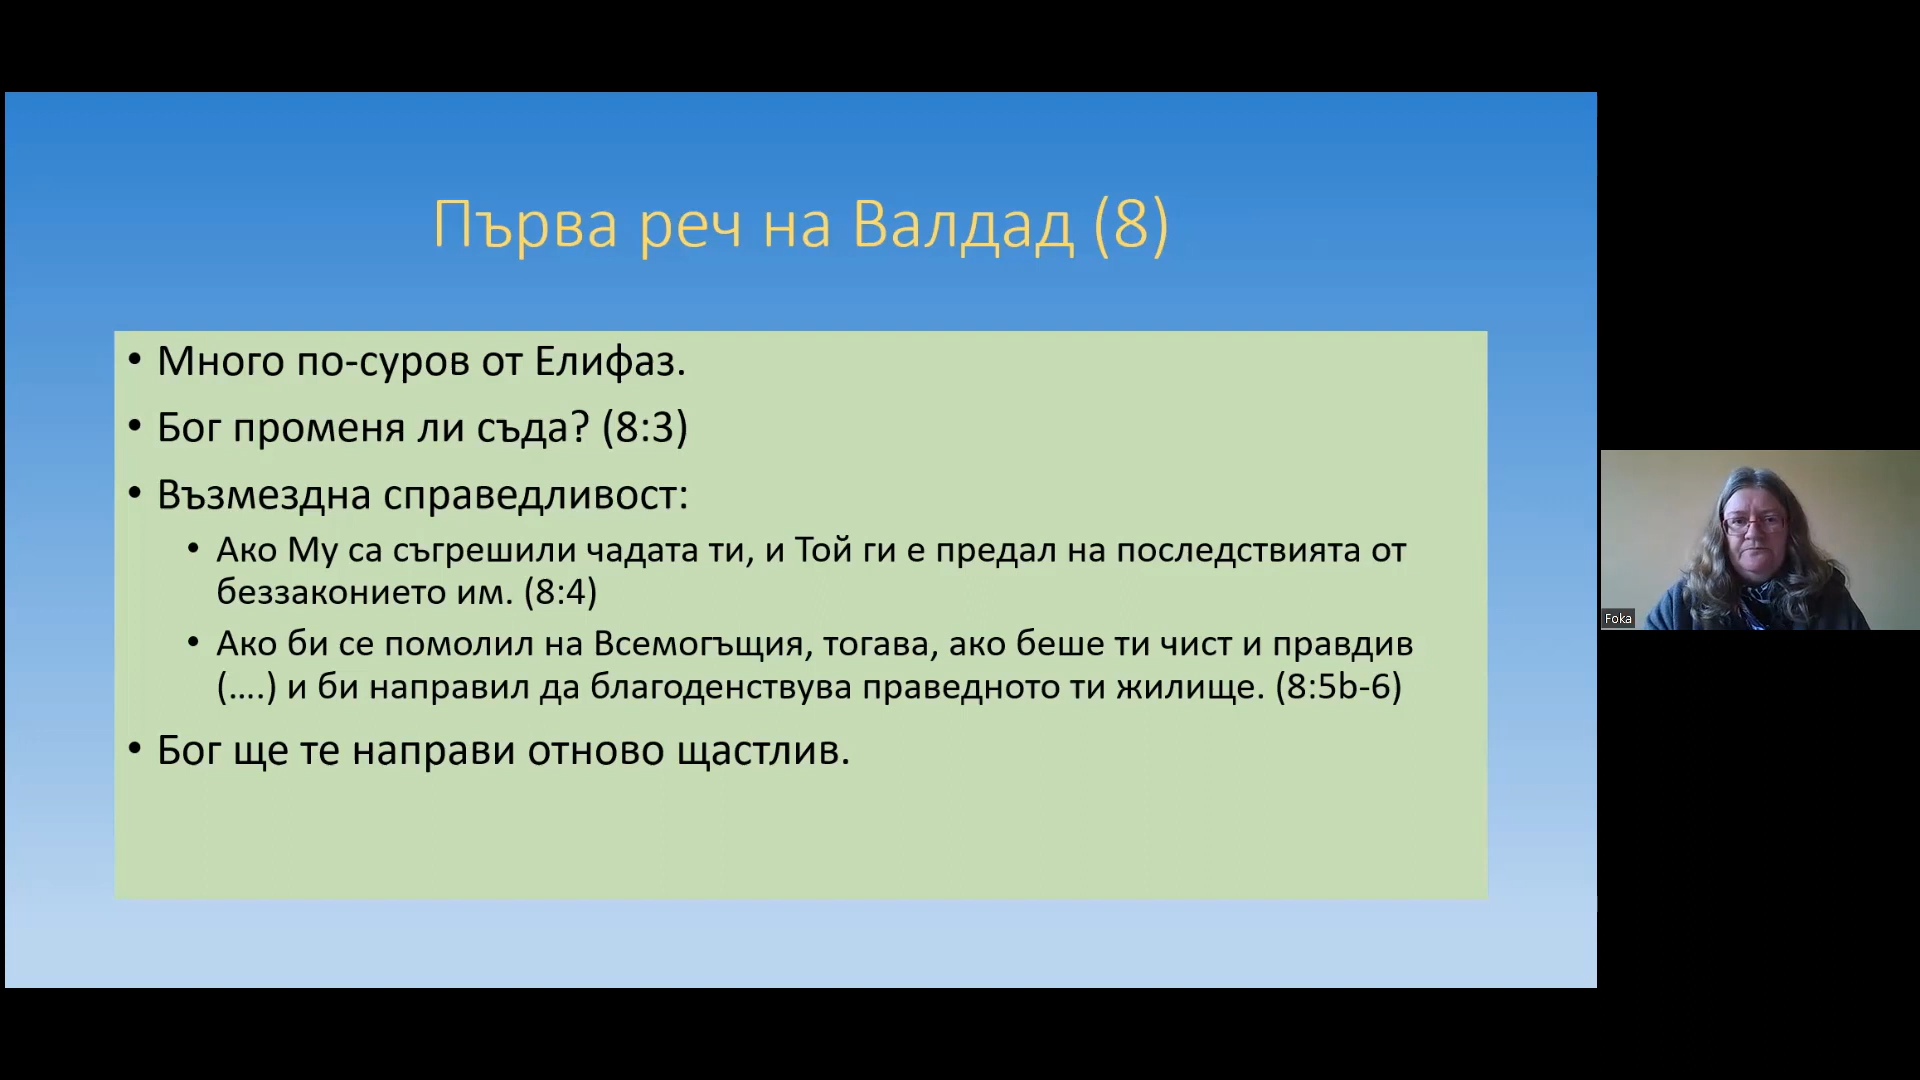 Първа реч на Валдад (8)
• Много по-суров от Елифаз.
• Бог променя ли съда? (8:3)
• Възмездна справедливост:
• Ако Му са съгрешили чадата ти, и Той ги е предал на последствията от
беззаконието им. (8:4)
• Ако би се помолил на Всемогъщия, тогава, ако беше ти чист и правдив
(....) и би направил да благоденствува праведното ти жилище. (8:5b-6)
• Бог ще те направи отново щастлив.
Foka